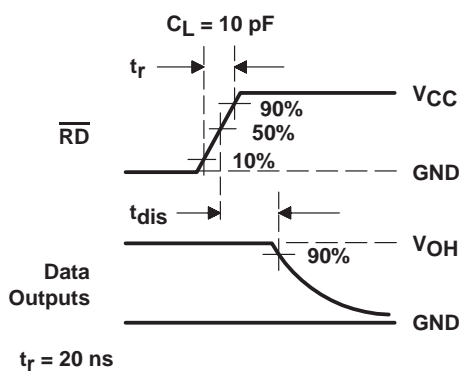 C_L = 10 pF
t_r
V_CC
90%
RD
50%
10%
GND
t_dis
V_OH
90%
Data
Outputs
GND
t_r = 20 ns